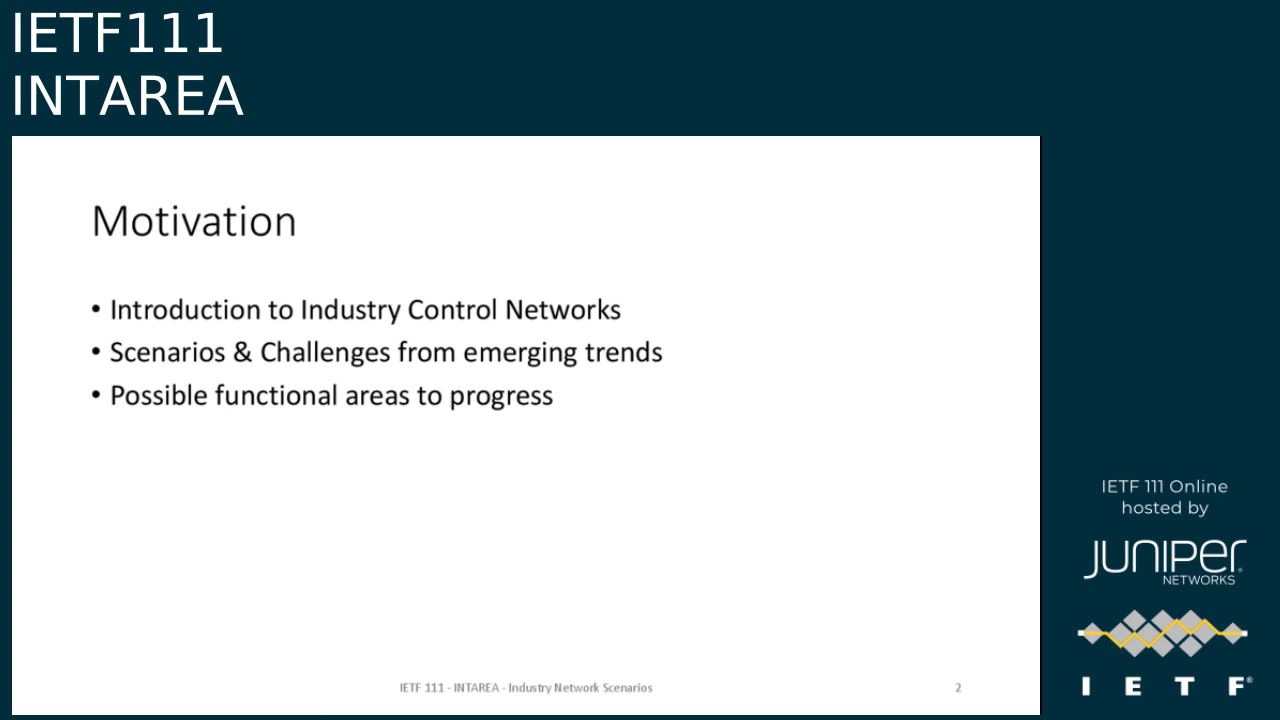 IETF111
INTAREA
Motivation
• Introduction to Industry Control Networks
• Scenarios & Challenges from emerging trends
• Possible functional areas to progress
IETF 111 - INTAREA - Industry Network Scenarios
2
IETF 111 Online
hosted by
JUNIPER
NETWORKS
I E T F®